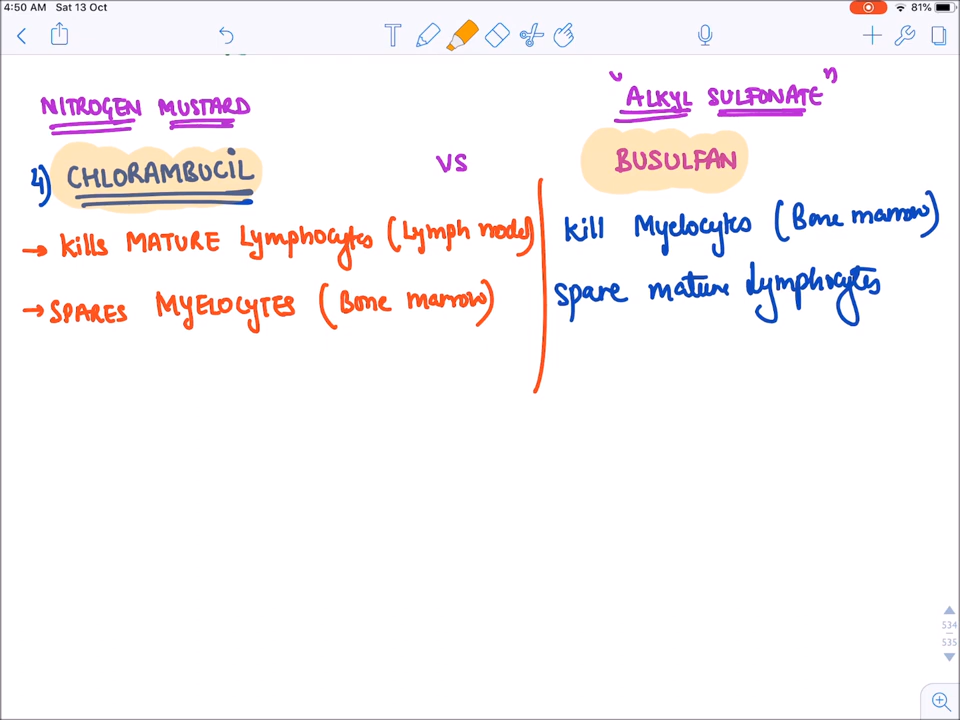 4:50 AM Sat 13 Oct
81%
T
NITROGEN MUSTARD
"ALKYL SULFONATE"
4) CHLORAMBUCIL
VS
BUSULFAN
→ Kills MATURE Lymphocytes (Lymph node)
→ SPARES MYELOCYTES (Bone marrow)
kill Myelocytes (Bone marrow)
spare mature Lymphocytes
534
535